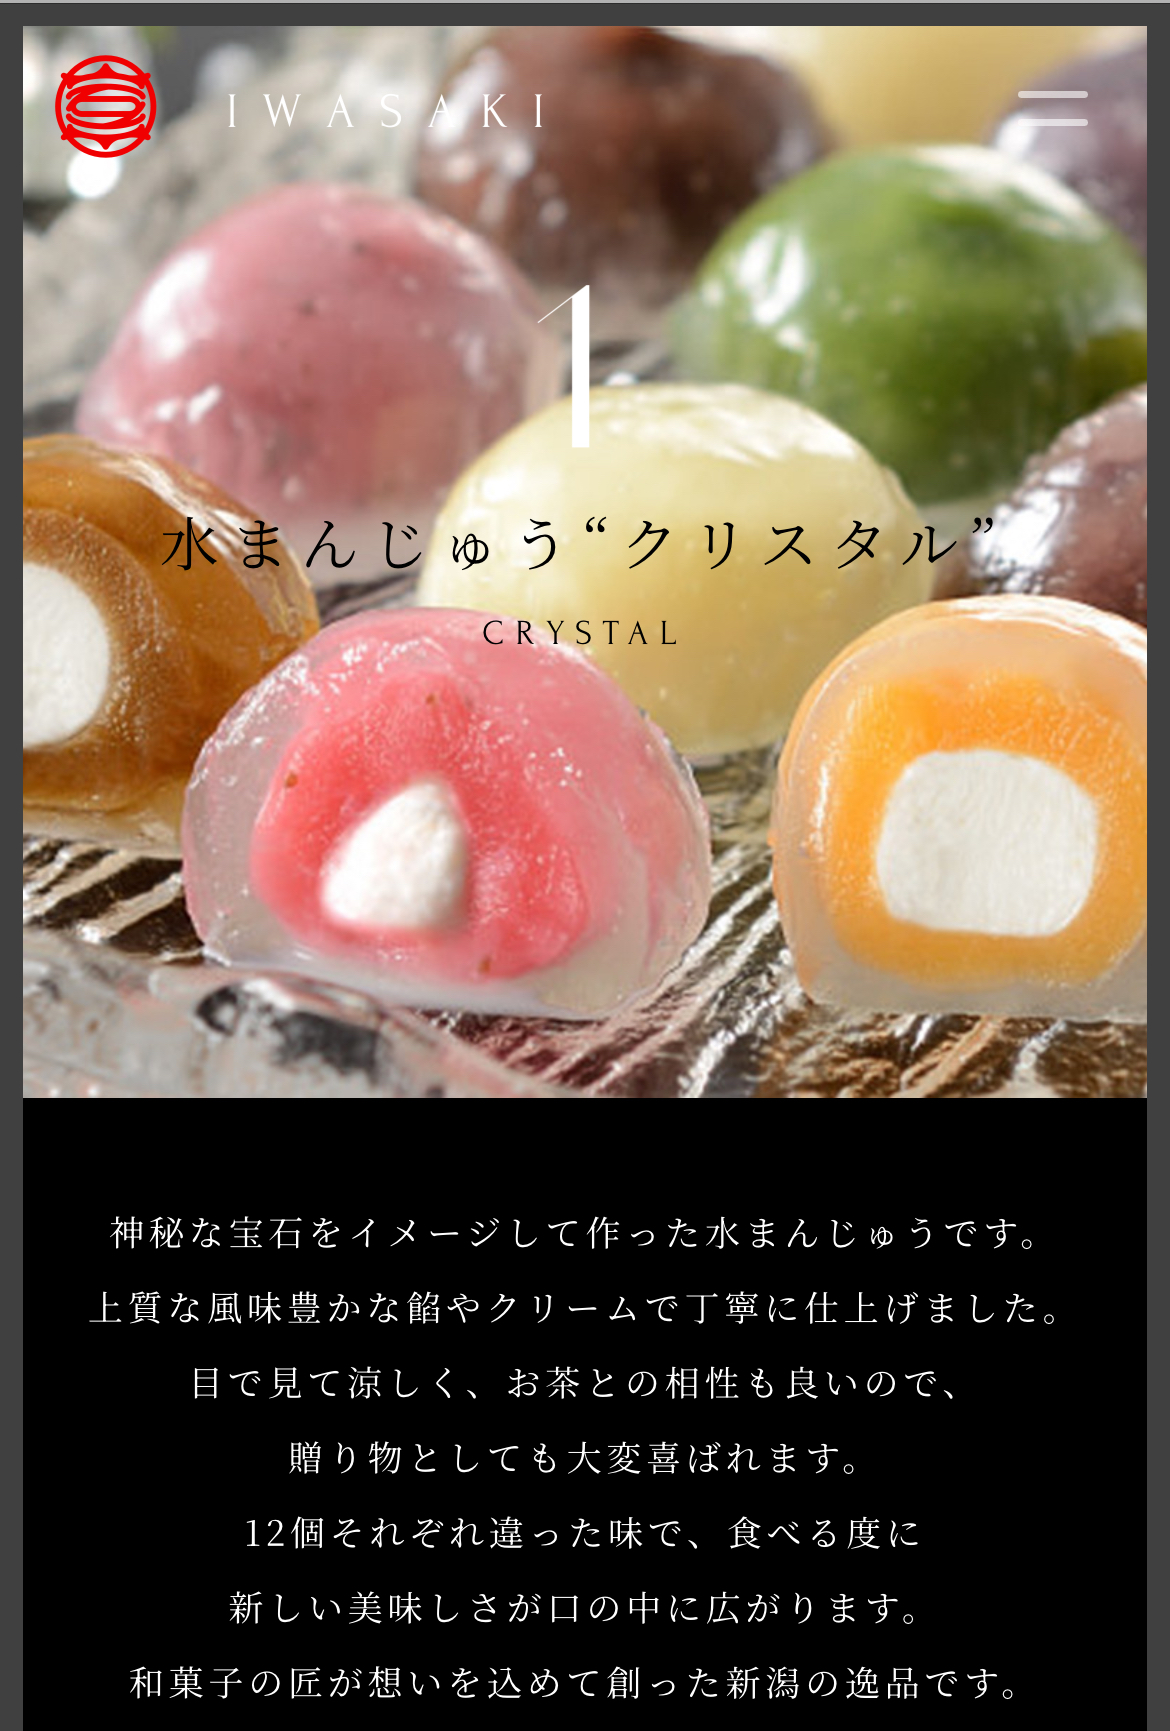 IWASAKI
1
水まんじゅう“クリスタル”
CRYSTAL
神秘な宝石をイメージして作った水まんじゅうです。
上質な風味豊かな餡やクリームで丁寧に仕上げました。
目で見て涼しく、お茶との相性も良いので、
贈り物としても大変喜ばれます。
12個それぞれ違った味で、食べる度に
新しい美味しさが口の中に広がります。
和菓子の匠が想いを込めて創った新潟の逸品です。